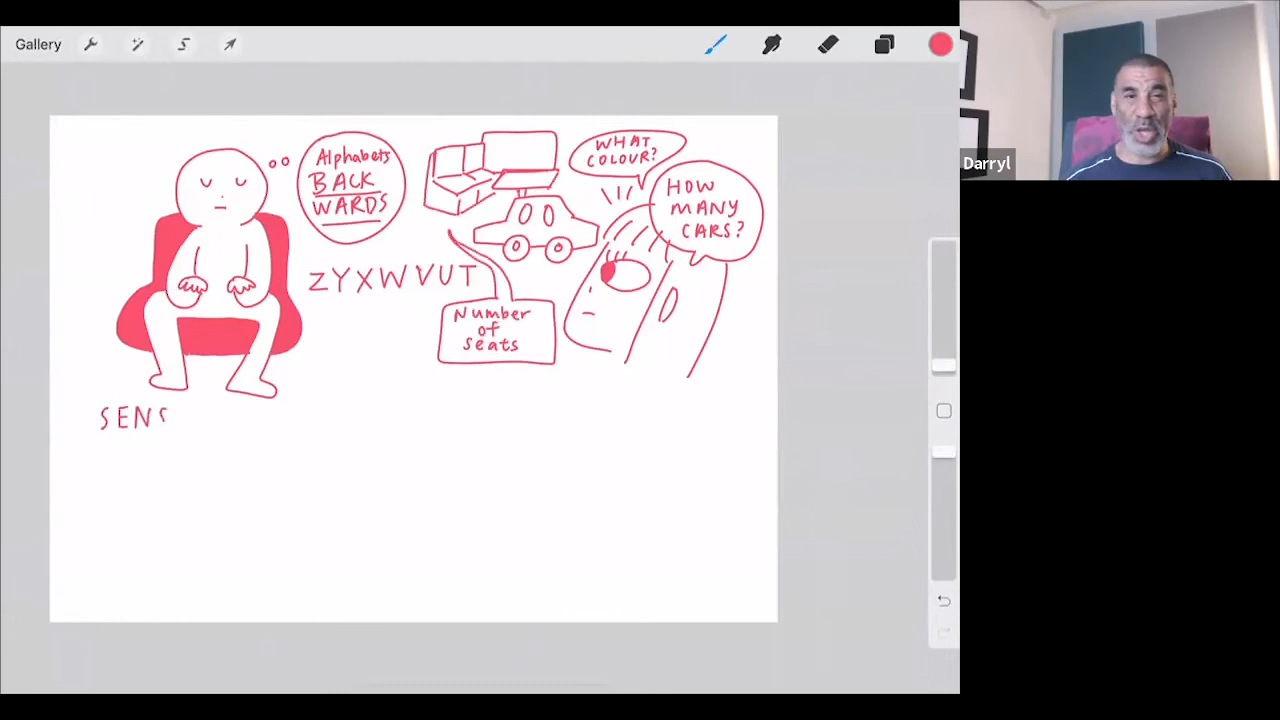 Gallery
Alphabets
BACK
WARDS
WHAT
COLOUR?
HOW
MANY
CARS?
ZYXWVUT
Number
of
seats
SENS
Darryl